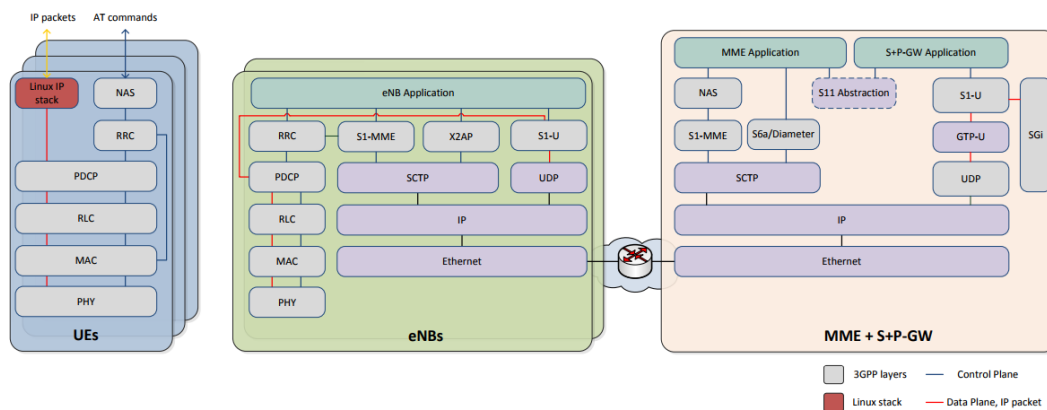 IP packets
AT commands
Linux IP
stack
NAS
RRC
PDCP
RLC
MAC
PHY
UEs
eNB Application
RRC
S1-MME
X2AP
S1-U
PDCP
SCTP
UDP
RLC
IP
MAC
Ethernet
PHY
eNBs
MME Application
S+P-GW Application
NAS
S11 Abstraction
S1-U
S1-MME
S6a/Diameter
GTP-U
SGi
SCTP
UDP
IP
Ethernet
MME + S+P-GW
3GPP layers
Control Plane
Linux stack
Data Plane, IP packet